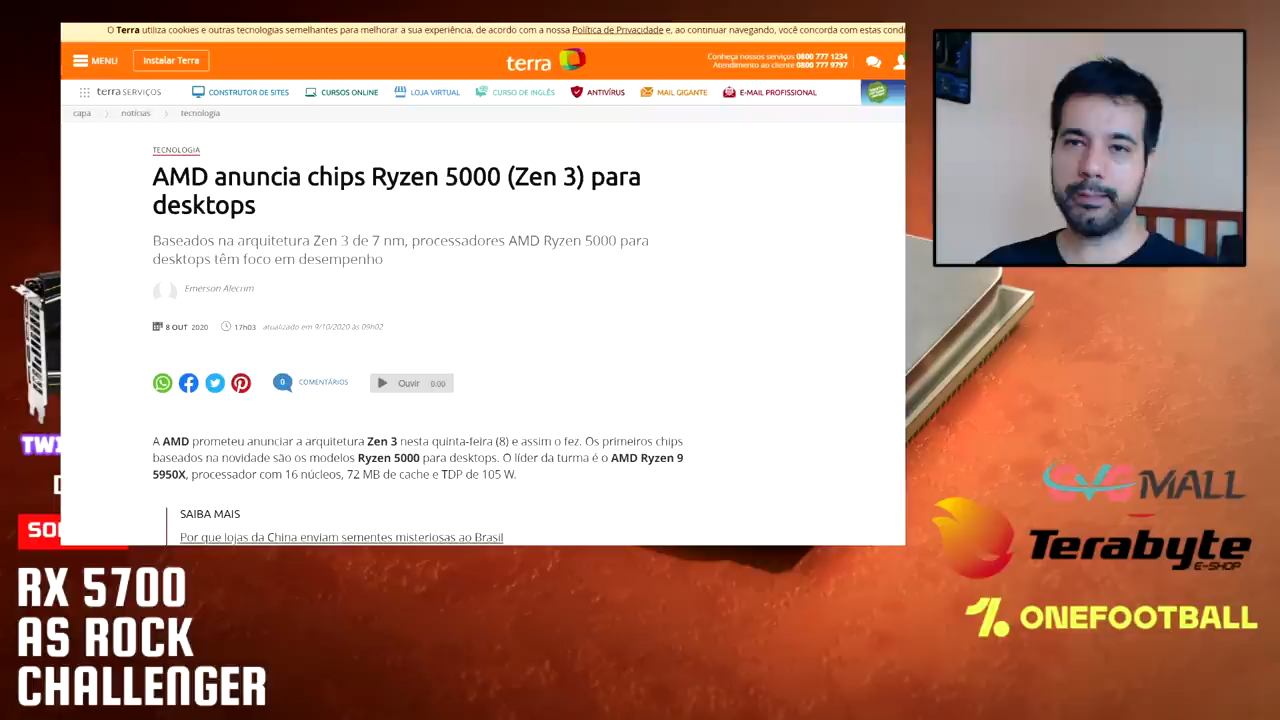 O Terra utiliza cookies e outras tecnologias semelhantes para melhorar a sua experiência, de acordo com a nossa Política de Privacidade e, ao continuar navegando, você concorda com estas
MENU
Instalar Terra
terra
Conheça nossos serviços 0800 777 1234
Atendimento ao cliente 0800 777 9797
terra SERVIÇOS
CONSTRUTOR DE SITES
CURSOS ONLINE
LOJA VIRTUAL
CURSO DE INGLÊS
ANTIVÍRUS
MAIL GIGANTE
E-MAIL PROFISSIONAL
capa
notícias
tecnologia
TECNOLOGIA
AMD anuncia chips Ryzen 5000 (Zen 3) para
desktops
Baseados na arquitetura Zen 3 de 7 nm, processadores AMD Ryzen 5000 para
desktops têm foco em desempenho
Emerson Alecrim
8 OUT 2020
17h03
atualizado em 9/10/2020 às 09h02
0
COMENTÁRIOS
Ouvir
0:00
A AMD prometeu anunciar a arquitetura Zen 3 nesta quinta-feira (8) e assim o fez. Os primeiros chips
baseados na novidade são os modelos Ryzen 5000 para desktops. O líder da turma é o AMD Ryzen 9
5950X, processador com 16 núcleos, 72 MB de cache e TDP de 105 W.
SAIBA MAIS
Por que lojas da China enviam sementes misteriosas ao Brasil
RX 5700
AS ROCK
CHALLENGER
MALL
Terabyte
E-SHOP
ONEFOOTBALL